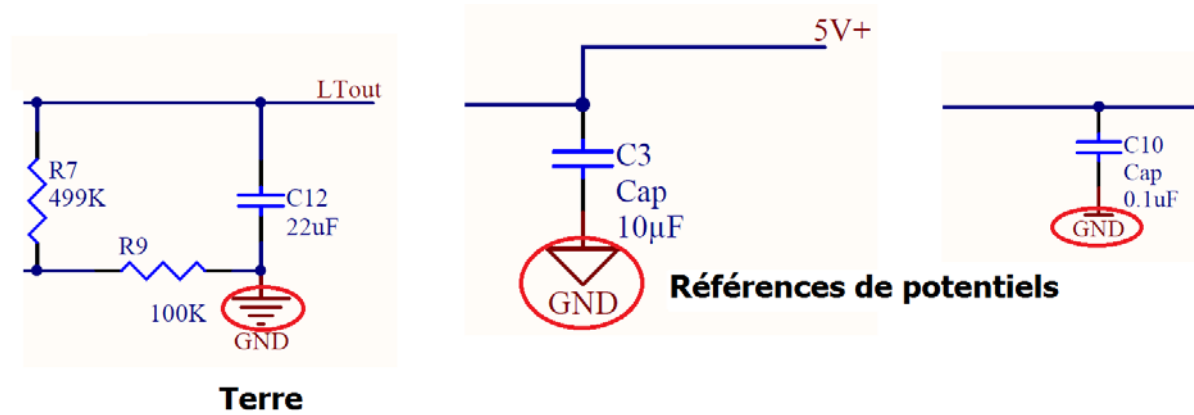 LTout
R7
499K
C12
22uF
R9
100K
GND
Terre
5V+
C3
Cap
10µF
GND
Références de potentiels
C10
Cap
0.1uF
GND